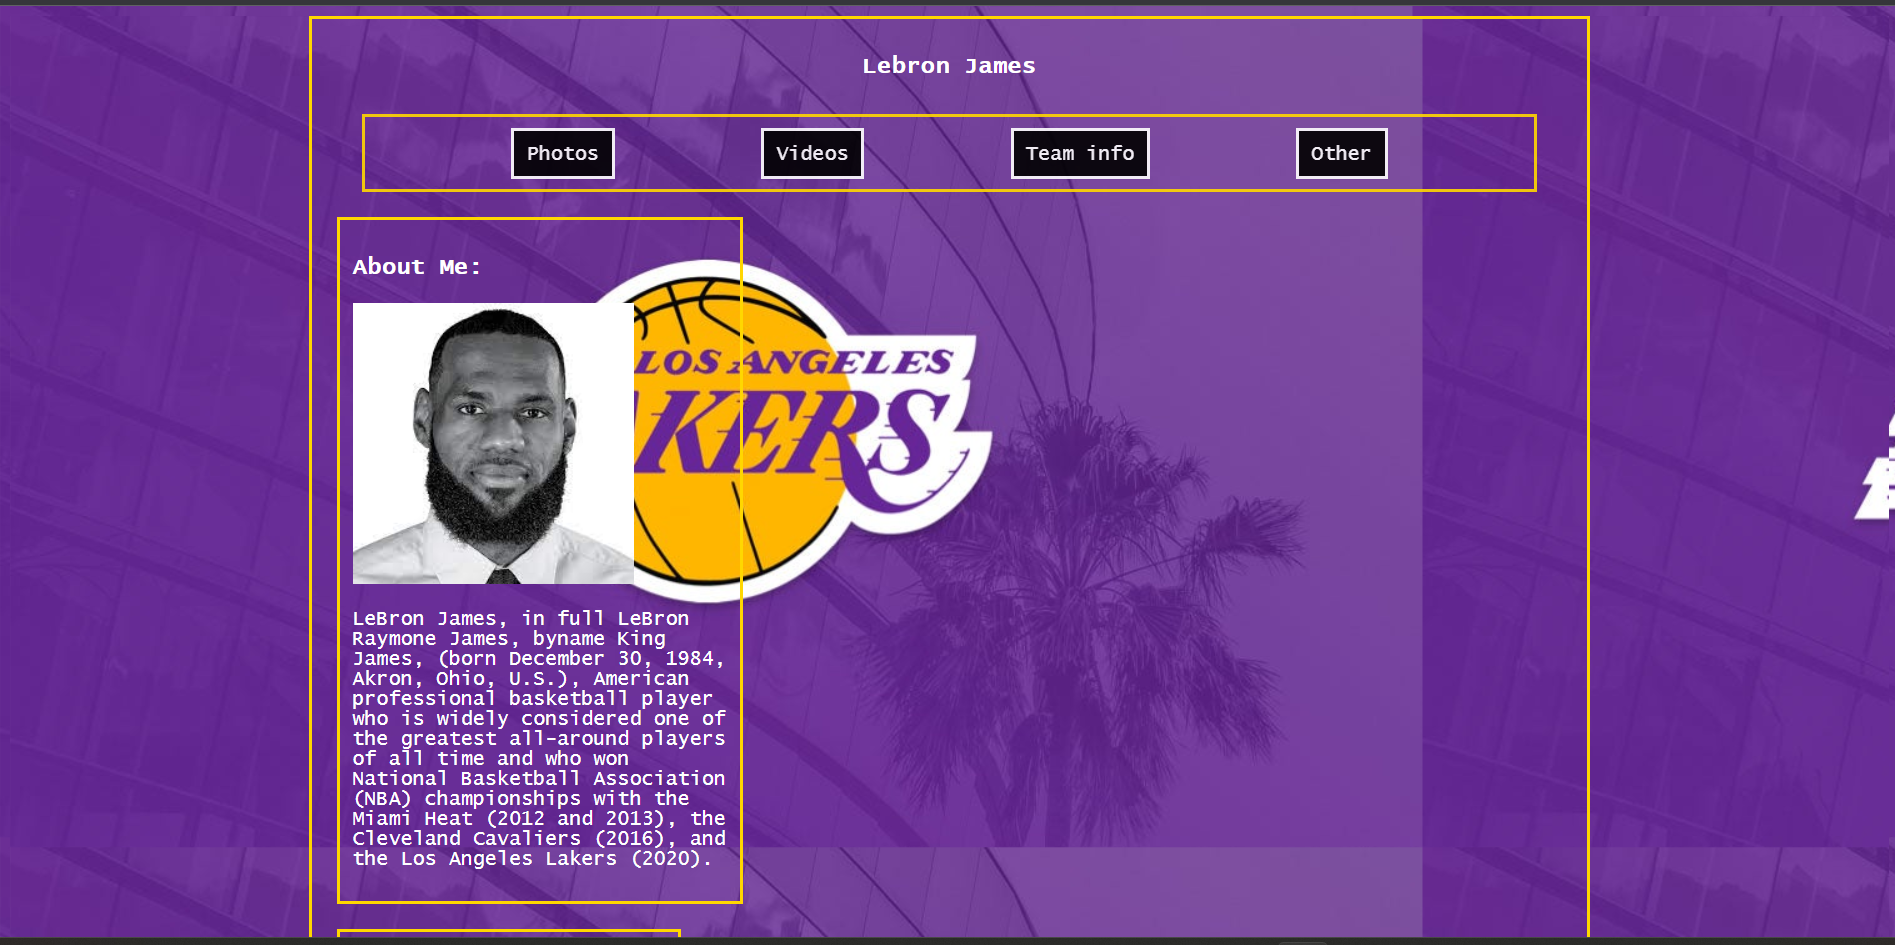 Lebron James
Photos
Videos
Team info
Other
About Me:
LOS ANGELES
AKERS
LeBron James, in full LeBron
Raymone James, byname King
James, (born December 30, 1984,
Akron, Ohio, U.S.), American
professional basketball player
who is widely considered one of
the greatest all-around players
of all time and who won
National Basketball Association
(NBA) championships with the
Miami Heat (2012 and 2013), the
Cleveland Cavaliers (2016), and
the Los Angeles Lakers (2020).